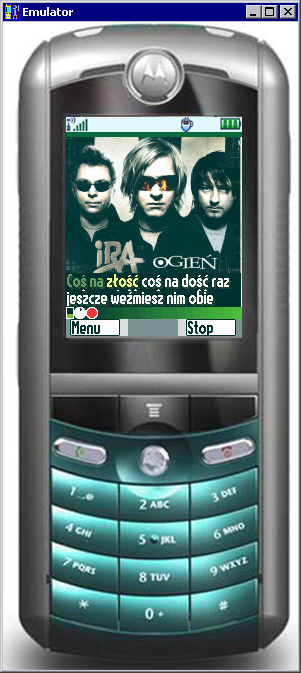 Emulator
IRA OGIEN
Coś na złość coś na dość raz
jeszcze weźmiesz nim obie
Menu Stop
1
2 ABC
3 DEF
4 GHI
5 JKL
6 MNO
7 PQRS
8 TUV
9 WXYZ
*
0 +
#